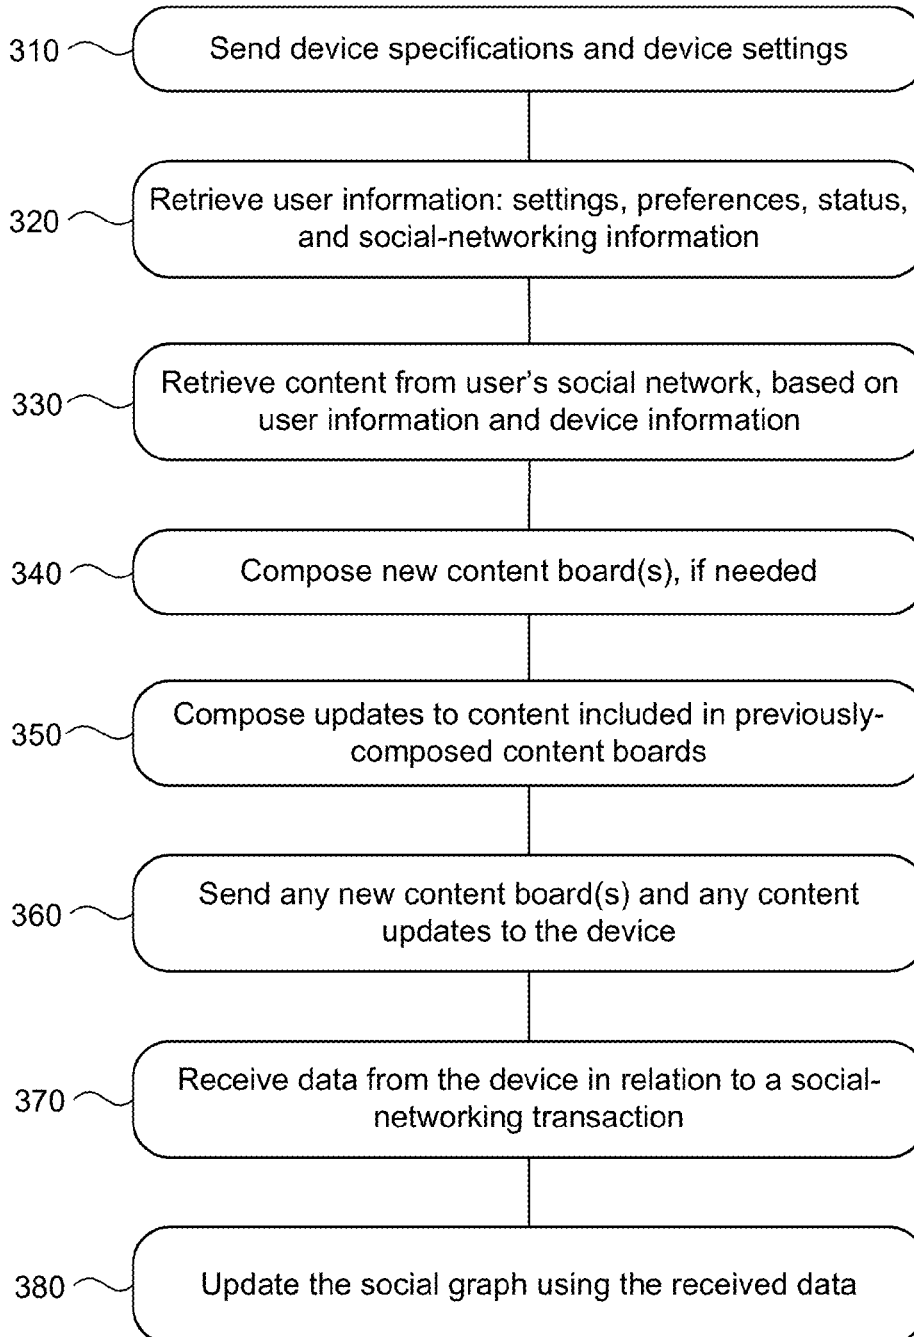 310 Send device specifications and device settings
320 Retrieve user information: settings, preferences, status,
and social-networking information
330 Retrieve content from user's social network, based on
user information and device information
340 Compose new content board(s), if needed
350 Compose updates to content included in previously-
composed content boards
360 Send any new content board(s) and any content
updates to the device
370 Receive data from the device in relation to a social-
networking transaction
380 Update the social graph using the received data